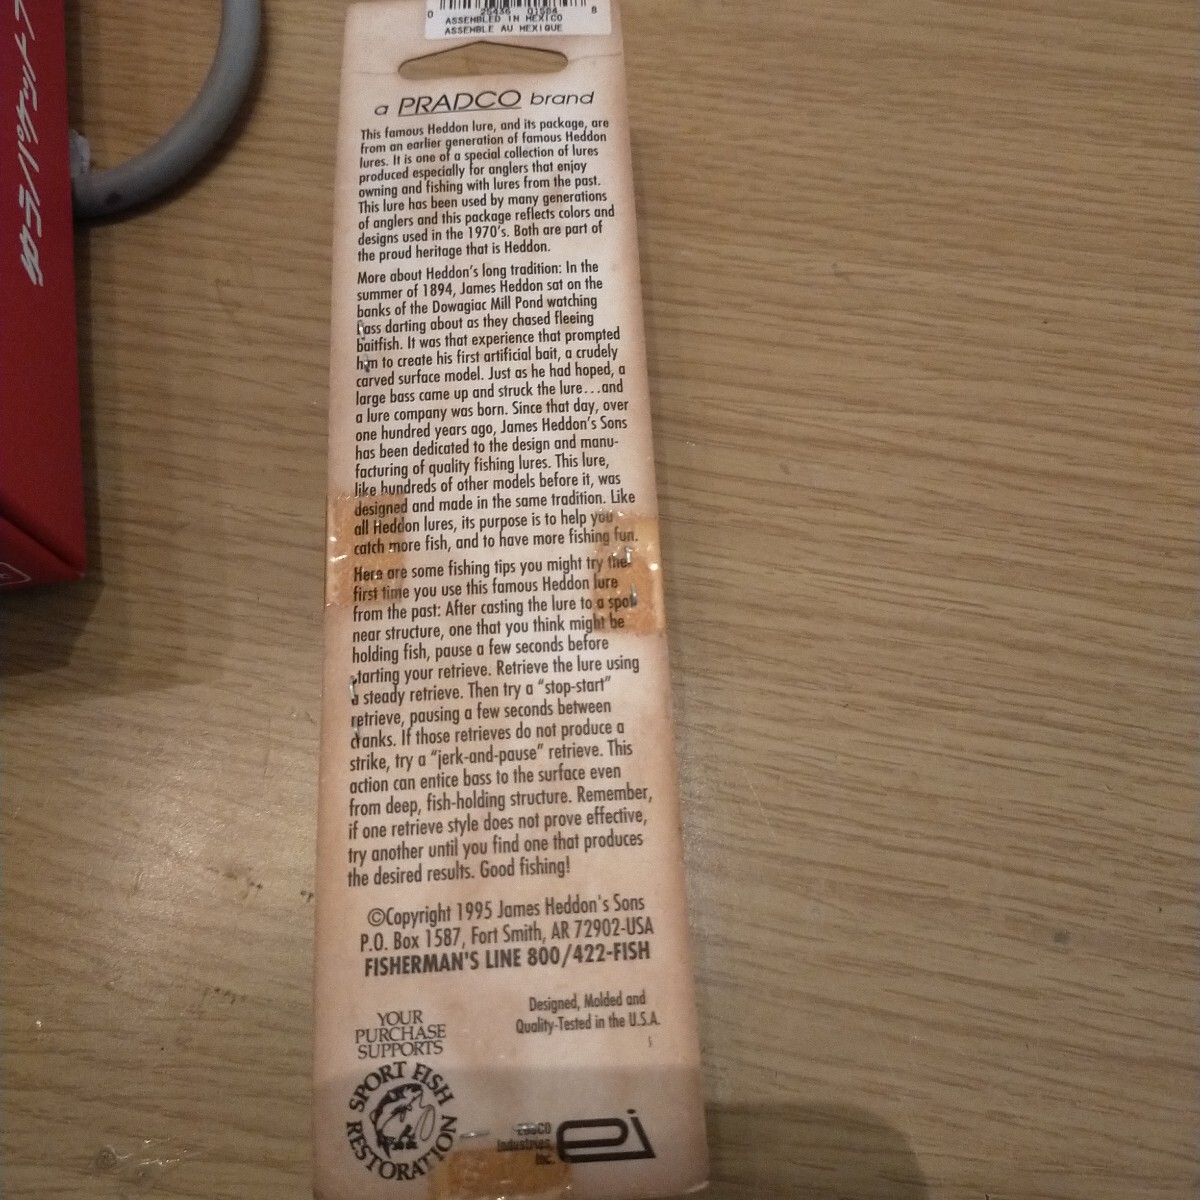 0 25436 01584 8
ASSEMBLED IN MEXICO
ASSEMBLE AU MEXIQUE
a PRADCO brand
This famous Heddon lure, and its package, are
from an earlier generation of famous Heddon
lures. It is one of a special collection of lures
produced especially for anglers that enjoy
owning and fishing with lures from the past.
This lure has been used by many generations
of anglers and this package reflects colors and
designs used in the 1970's. Both are part of
the proud heritage that is Heddon.
More about Heddon's long tradition: In the
summer of 1894, James Heddon sat on the
banks of the Dowagiac Mill Pond watching
bass darting about as they chased fleeing
baitfish. It was that experience that prompted
him to create his first artificial bait, a crudely
carved surface model. Just as he had hoped, a
large bass came up and struck the lure...and
a lure company was born. Since that day, over
one hundred years ago, James Heddon's Sons
has been dedicated to the design and manu-
facturing of quality fishing lures. This lure,
like hundreds of other models before it, was
designed and made in the same tradition. Like
all Heddon lures, its purpose is to help you
catch more fish, and to have more fishing fun.
Here are some fishing tips you might try the
first time you use this famous Heddon lure
from the past: After casting the lure to a spot
near structure, one that you think might be
holding fish, pause a few seconds before
starting your retrieve. Retrieve the lure using
a steady retrieve. Then try a "stop-start"
retrieve, pausing a few seconds between
cranks. If those retrieves do not produce a
strike, try a "jerk-and-pause" retrieve. This
action can entice bass to the surface even
from deep, fish-holding structure. Remember,
if one retrieve style does not prove effective,
try another until you find one that produces
the desired results. Good fishing!
©Copyright 1995 James Heddon's Sons
P.O. Box 1587, Fort Smith, AR 72902-USA
FISHERMAN'S LINE 800/422-FISH
Designed, Molded and
Quality-Tested in the U.S.A.
YOUR
PURCHASE
SUPPORTS
SPORT FISH
RESTORATION
EBSCO
Industries,
Inc.
ei